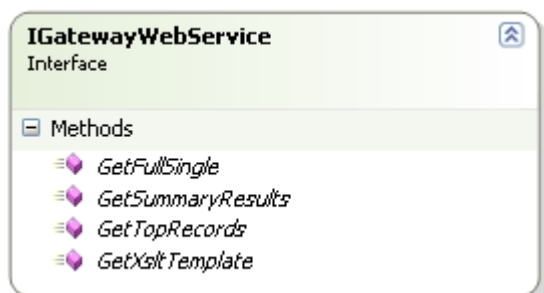 IGatewayWebService
Interface
Methods
GetFullSingle
GetSummaryResults
GetTopRecords
GetXsltTemplate